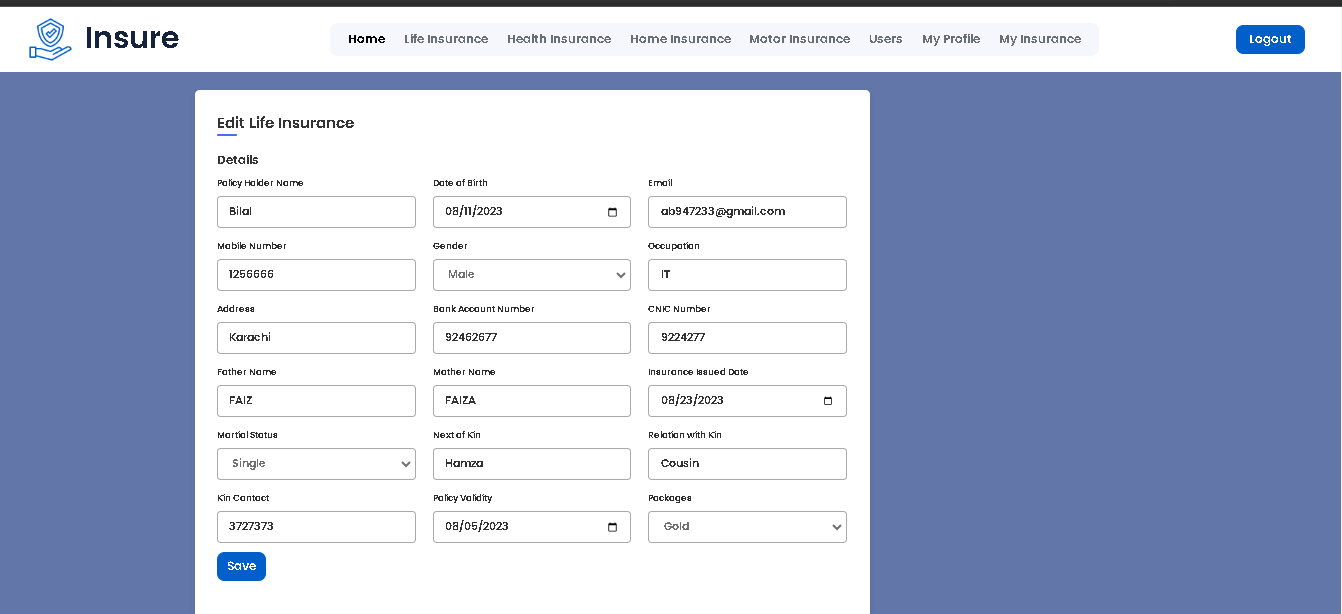 Insure
Home Life Insurance Health Insurance Home Insurance Motor Insurance Users My Profile My Insurance
Logout
Edit Life Insurance
Details
Policy Holder Name Date of Birth Email
Bilal 08/11/2023 ab947233@gmail.com
Mobile Number Gender Occupation
1256666 Male IT
Address Bank Account Number CNIC Number
Karachi 92462677 9224277
Father Name Mother Name Insurance Issued Date
FAIZ FAIZA 08/23/2023
Martial Status Next of Kin Relation with Kin
Single Hamza Cousin
Kin Contact Policy Validity Packages
3727373 08/05/2023 Gold
Save